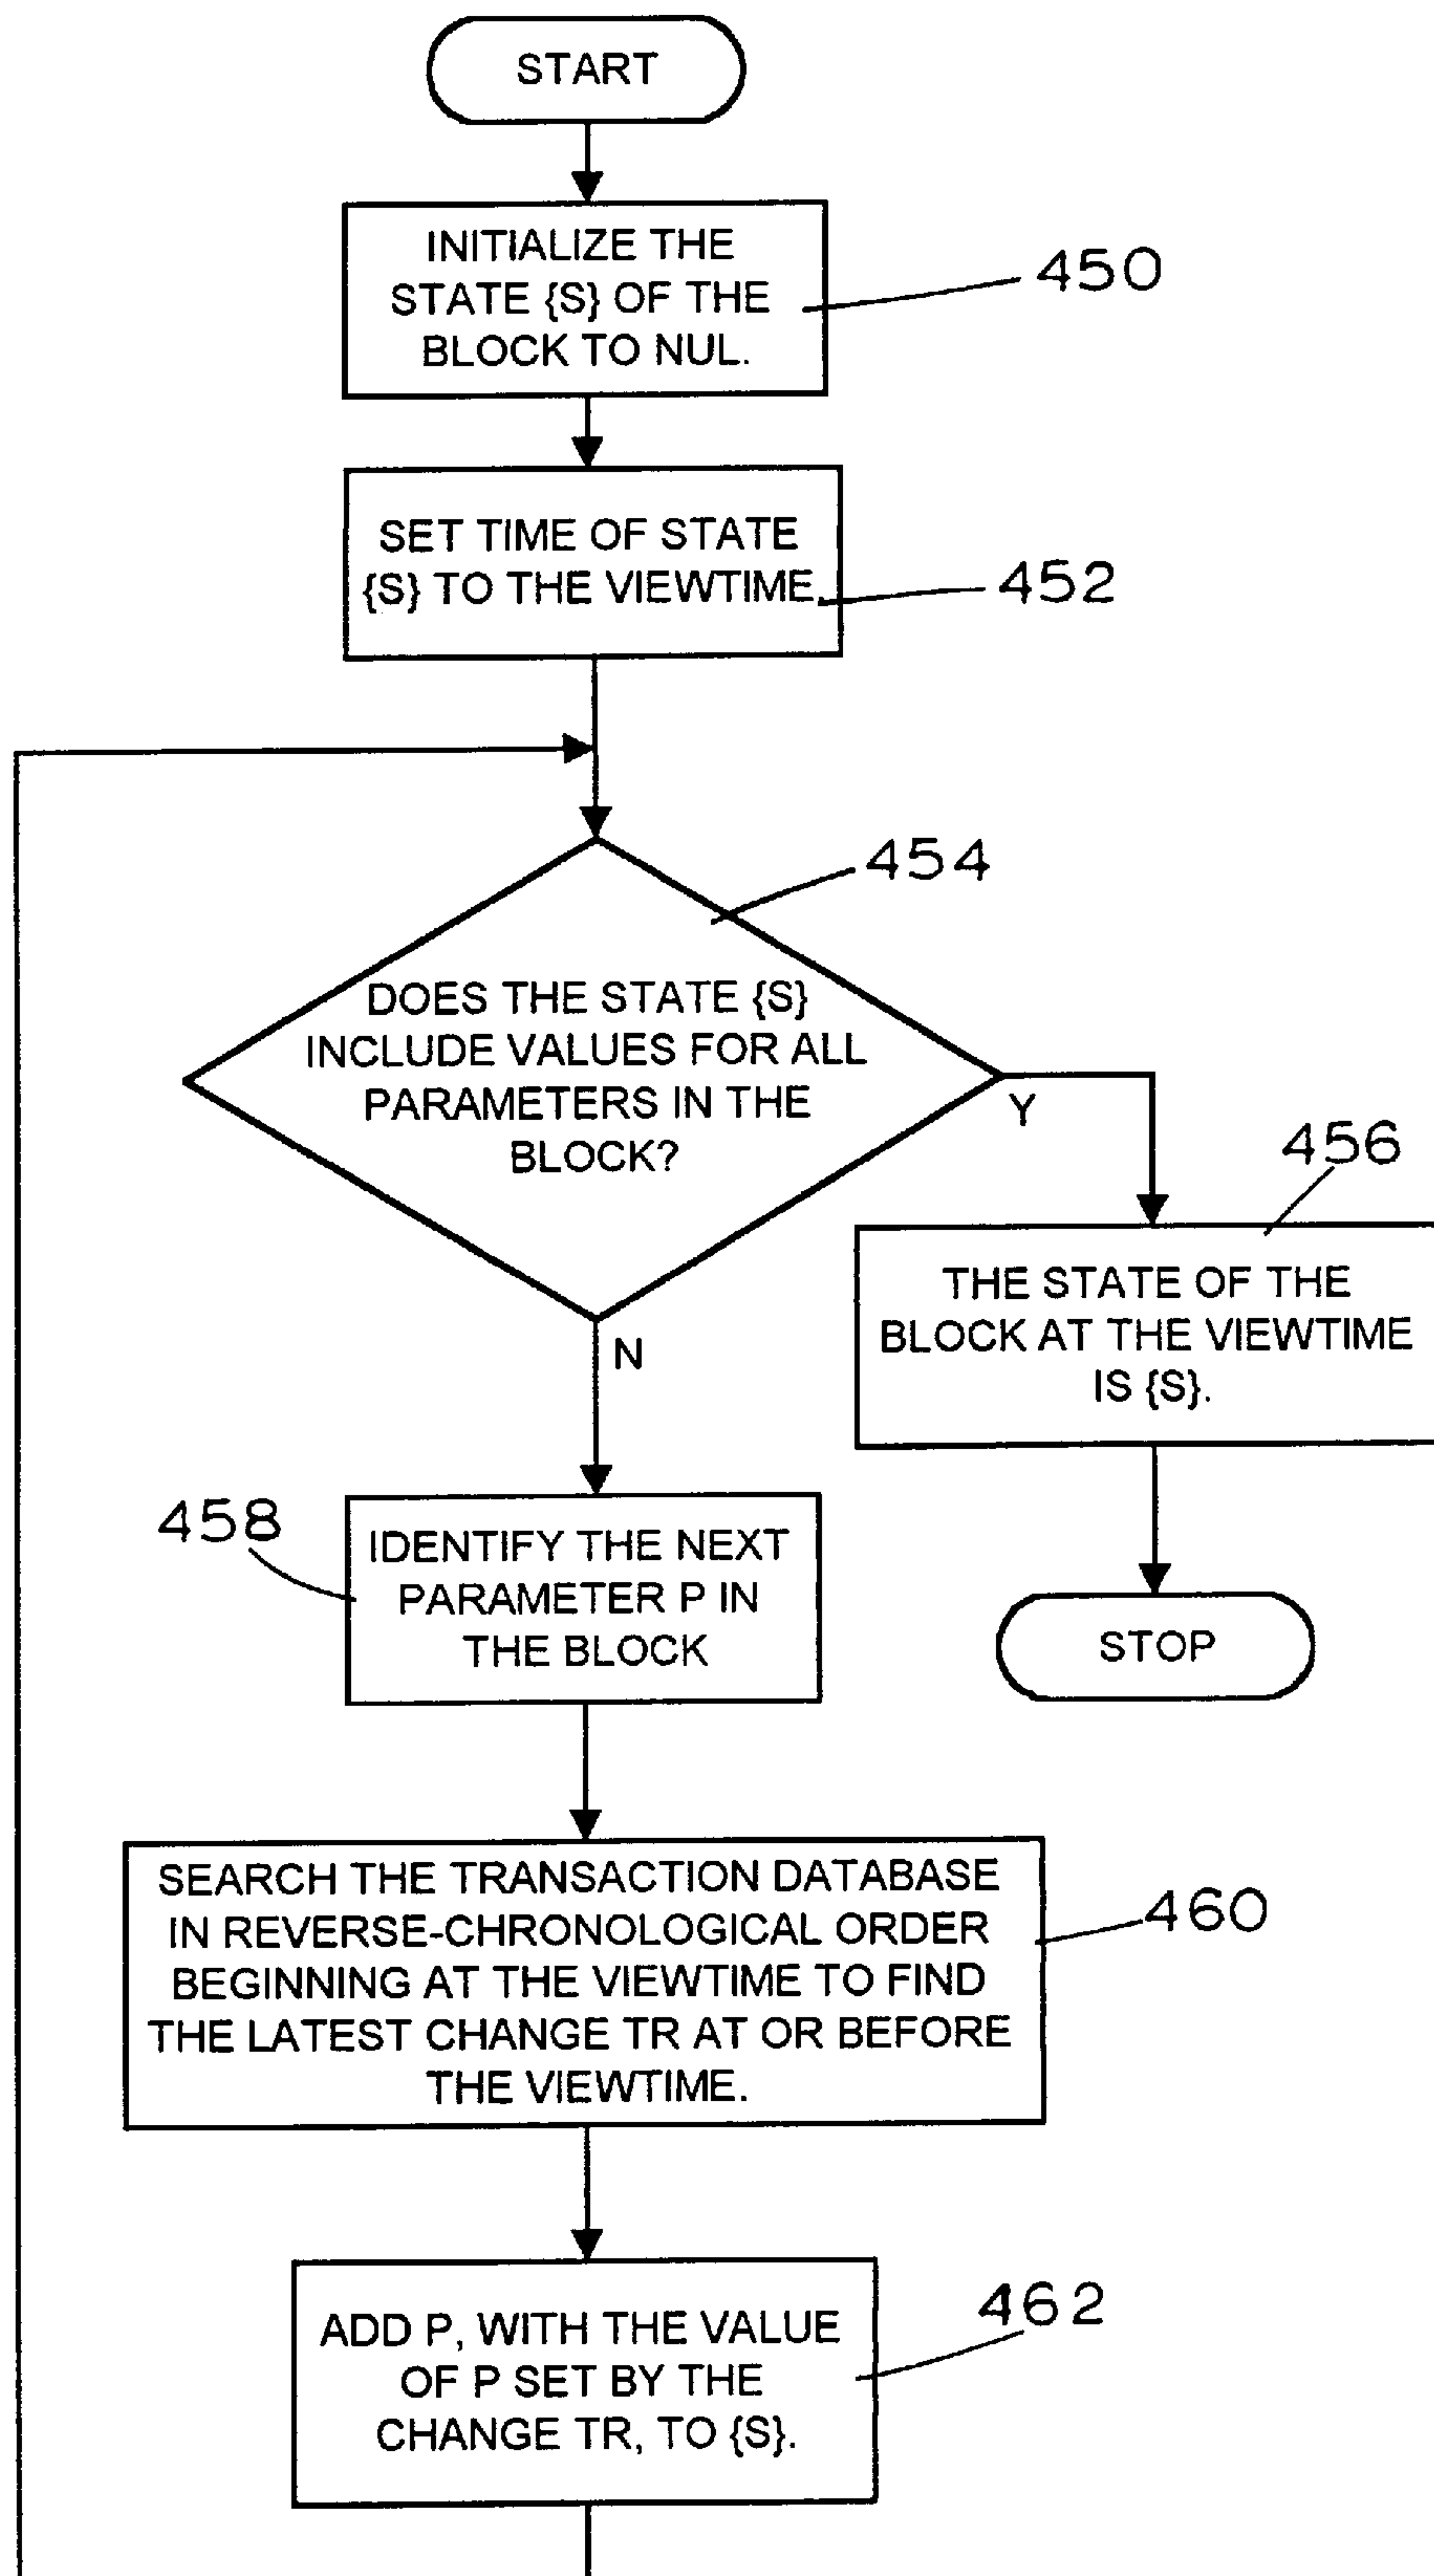 START
INITIALIZE THE
STATE {S} OF THE
BLOCK TO NUL.
450
SET TIME OF STATE
{S} TO THE VIEWTIME.
452
454
DOES THE STATE {S}
INCLUDE VALUES FOR ALL
PARAMETERS IN THE
BLOCK?
Y
N
456
THE STATE OF THE
BLOCK AT THE VIEWTIME
IS {S}.
STOP
458
IDENTIFY THE NEXT
PARAMETER P IN
THE BLOCK
SEARCH THE TRANSACTION DATABASE
IN REVERSE-CHRONOLOGICAL ORDER
BEGINNING AT THE VIEWTIME TO FIND
THE LATEST CHANGE TR AT OR BEFORE
THE VIEWTIME.
460
ADD P, WITH THE VALUE
OF P SET BY THE
CHANGE TR, TO {S}.
462